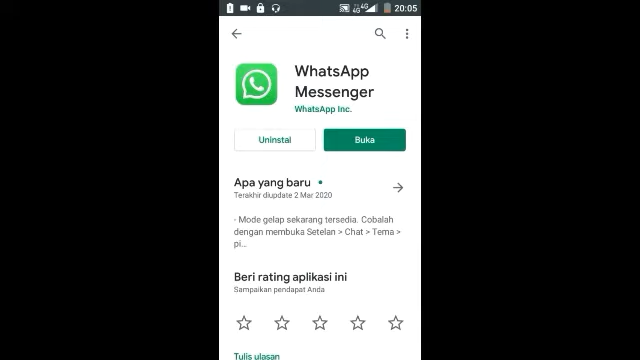 20:05
WhatsApp
Messenger
WhatsApp Inc.
Uninstal
Buka
Apa yang baru
Terakhir diupdate 2 Mar 2020
- Mode gelap sekarang tersedia. Cobalah
dengan membuka Setelan > Chat > Tema >
pi...
Beri rating aplikasi ini
Sampaikan pendapat Anda
Tulis ulasan